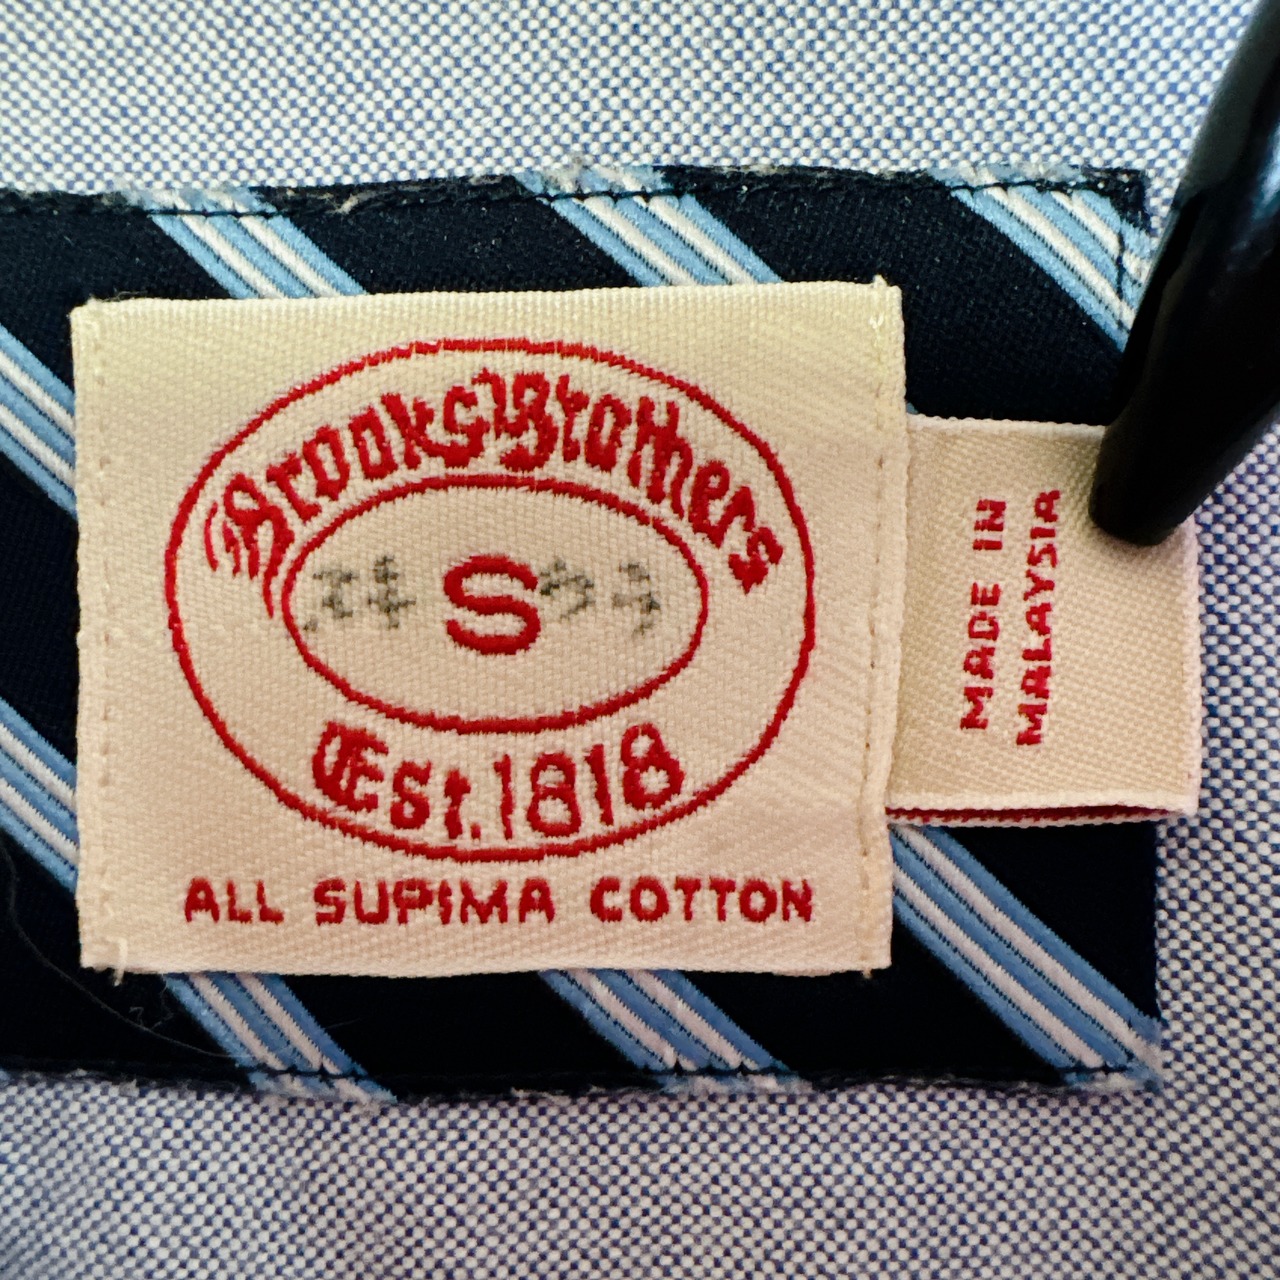 Brooks Brothers
S
Est. 1818
ALL SUPIMA COTTON
MADE IN
MALAYSIA